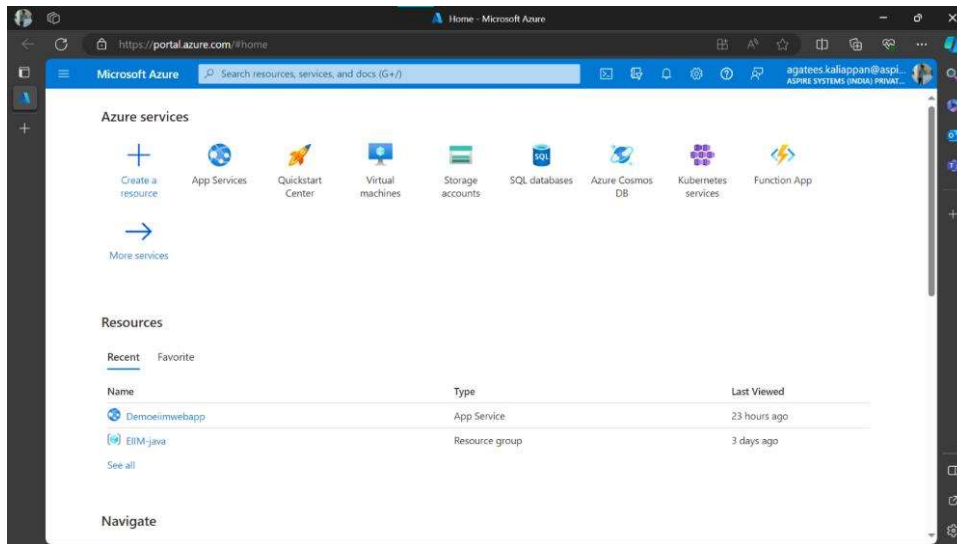 Home - Microsoft Azure
https://portal.azure.com/#home
Microsoft Azure
Search resources, services, and docs (G+/)
agatees.kaliappan@aspi...
ASPIRE SYSTEMS (INDIA) PRIVAT...
Azure services
Create a resource
App Services
Quickstart Center
Virtual machines
Storage accounts
SQL databases
Azure Cosmos DB
Kubernetes services
Function App
More services
Resources
Recent Favorite
Name Type Last Viewed
Demoeiimwebapp App Service 23 hours ago
EIIM-java Resource group 3 days ago
See all
Navigate